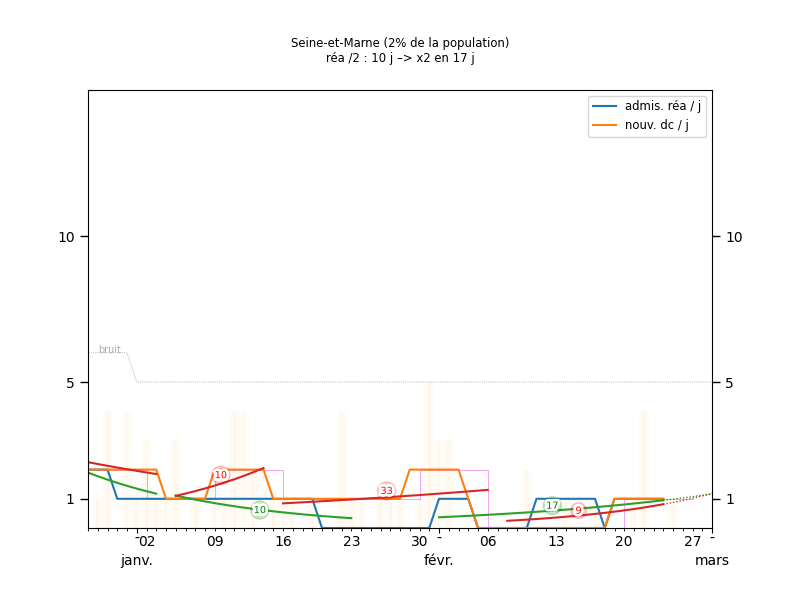 Seine-et-Marne (2% de la population)
réa /2 : 10 j –> x2 en 17 j
admis. réa / j
nouv. dc / j
10 10
bruit
5 5
10 33
10 17 9
1 1
02 09 16 23 30 06 13 20 27
janv. févr. mars